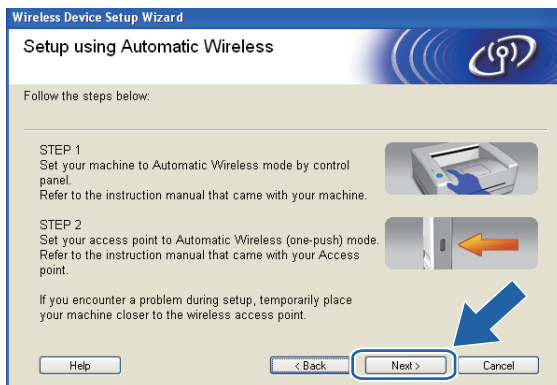 Wireless Device Setup Wizard
Setup using Automatic Wireless
Follow the steps below:
STEP 1
Set your machine to Automatic Wireless mode by control
panel.
Refer to the instruction manual that came with your machine.
STEP 2
Set your access point to Automatic Wireless (one-push) mode.
Refer to the instruction manual that came with your Access
point.
If you encounter a problem during setup, temporarily place
your machine closer to the wireless access point.
Help
< Back
Next >
Cancel